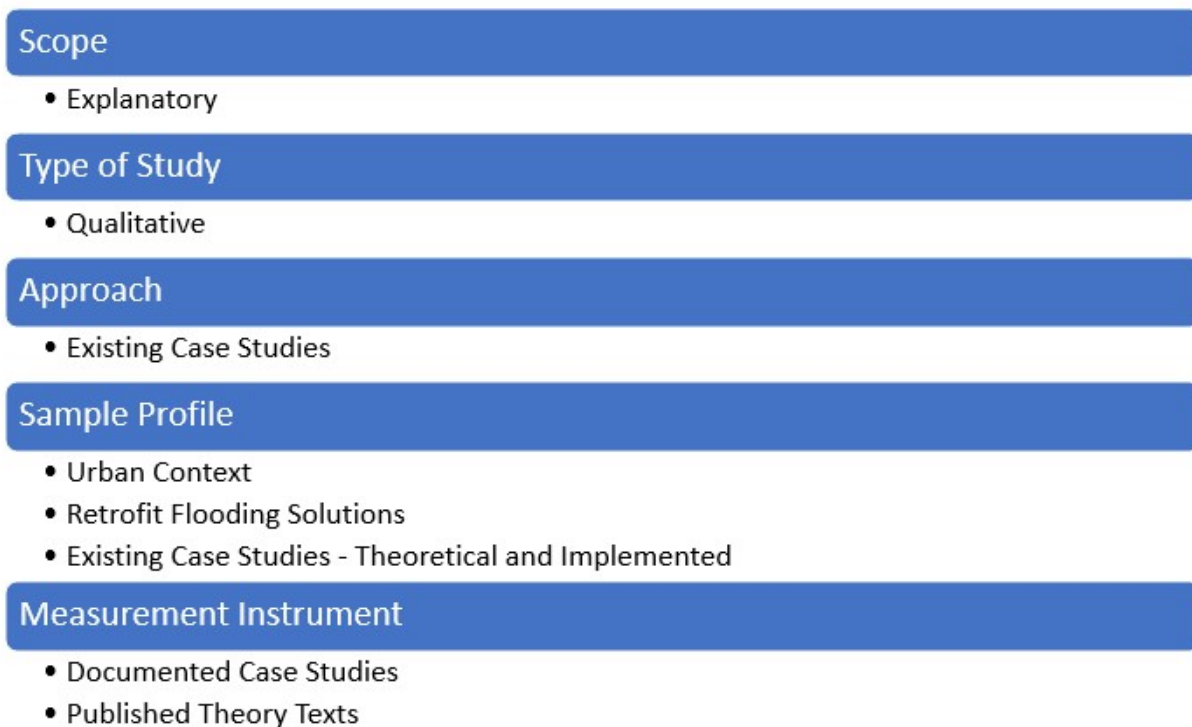 Scope
• Explanatory
Type of Study
• Qualitative
Approach
• Existing Case Studies
Sample Profile
• Urban Context
• Retrofit Flooding Solutions
• Existing Case Studies - Theoretical and Implemented
Measurement Instrument
• Documented Case Studies
• Published Theory Texts